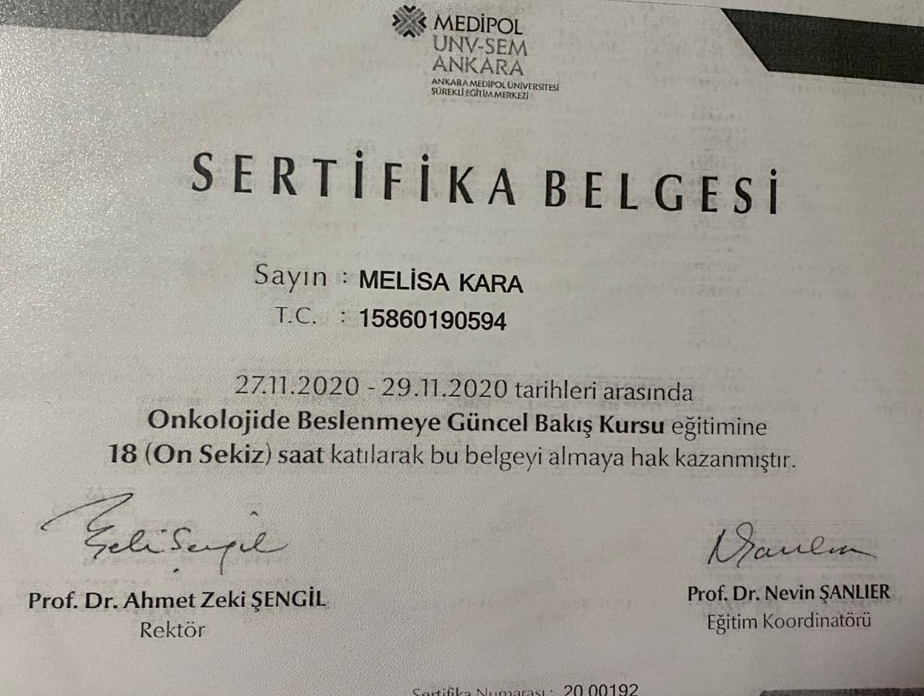 MEDİPOL
UNV-SEM
ANKARA
ANKARA MEDİPOL ÜNİVERSİTESİ
SÜREKLİ EĞİTİM MERKEZİ
SERTİFİKA BELGESİ
Sayın : MELİSA KARA
T.C. : 15860190594
27.11.2020 - 29.11.2020 tarihleri arasında
Onkolojide Beslenmeye Güncel Bakış Kursu eğitimine
18 (On Sekiz) saat katılarak bu belgeyi almaya hak kazanmıştır.
Prof. Dr. Ahmet Zeki ŞENGİL
Rektör
Prof. Dr. Nevin ŞANLIER
Eğitim Koordinatörü
Sertifika Numarası : 20 00192